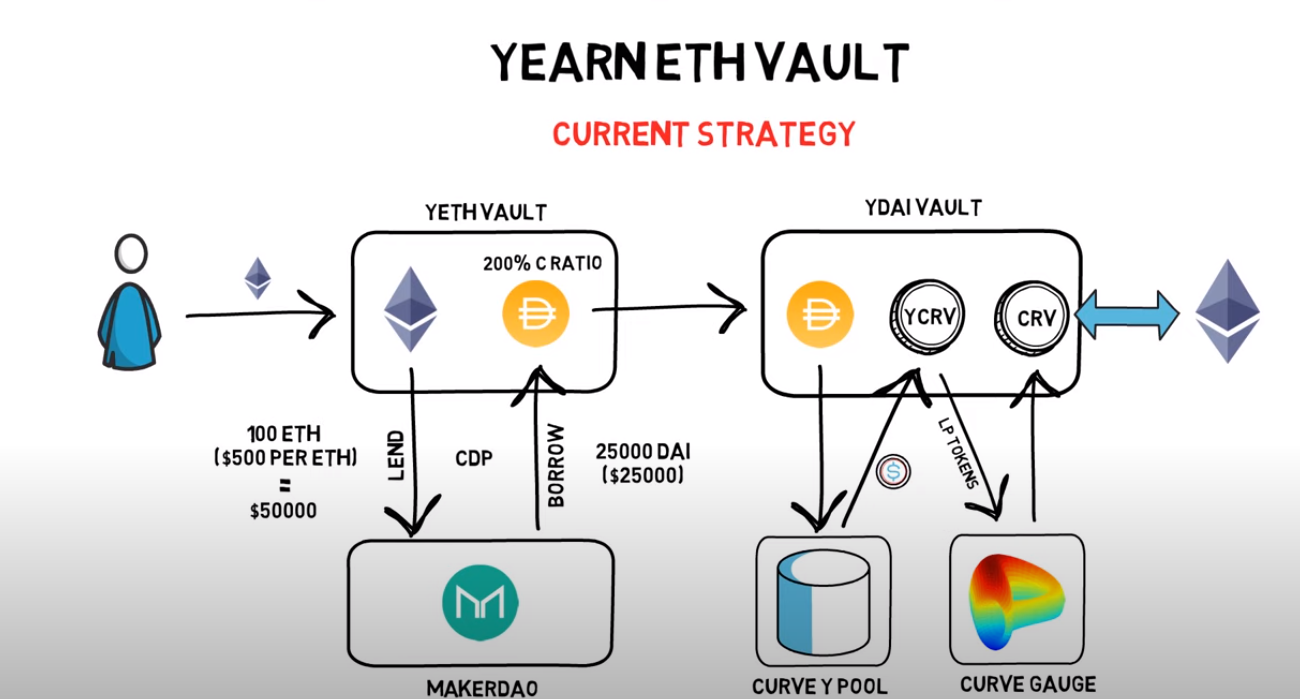 YEARN ETH VAULT
CURRENT STRATEGY
YETH VAULT
YDAI VAULT
200% C RATIO
YCRV
CRV
100 ETH
($500 PER ETH)
=
$50000
LEND
CDP
BORROW
25000 DAI
($25000)
$
LP TOKENS
MAKERDAO
CURVE Y POOL
CURVE GAUGE